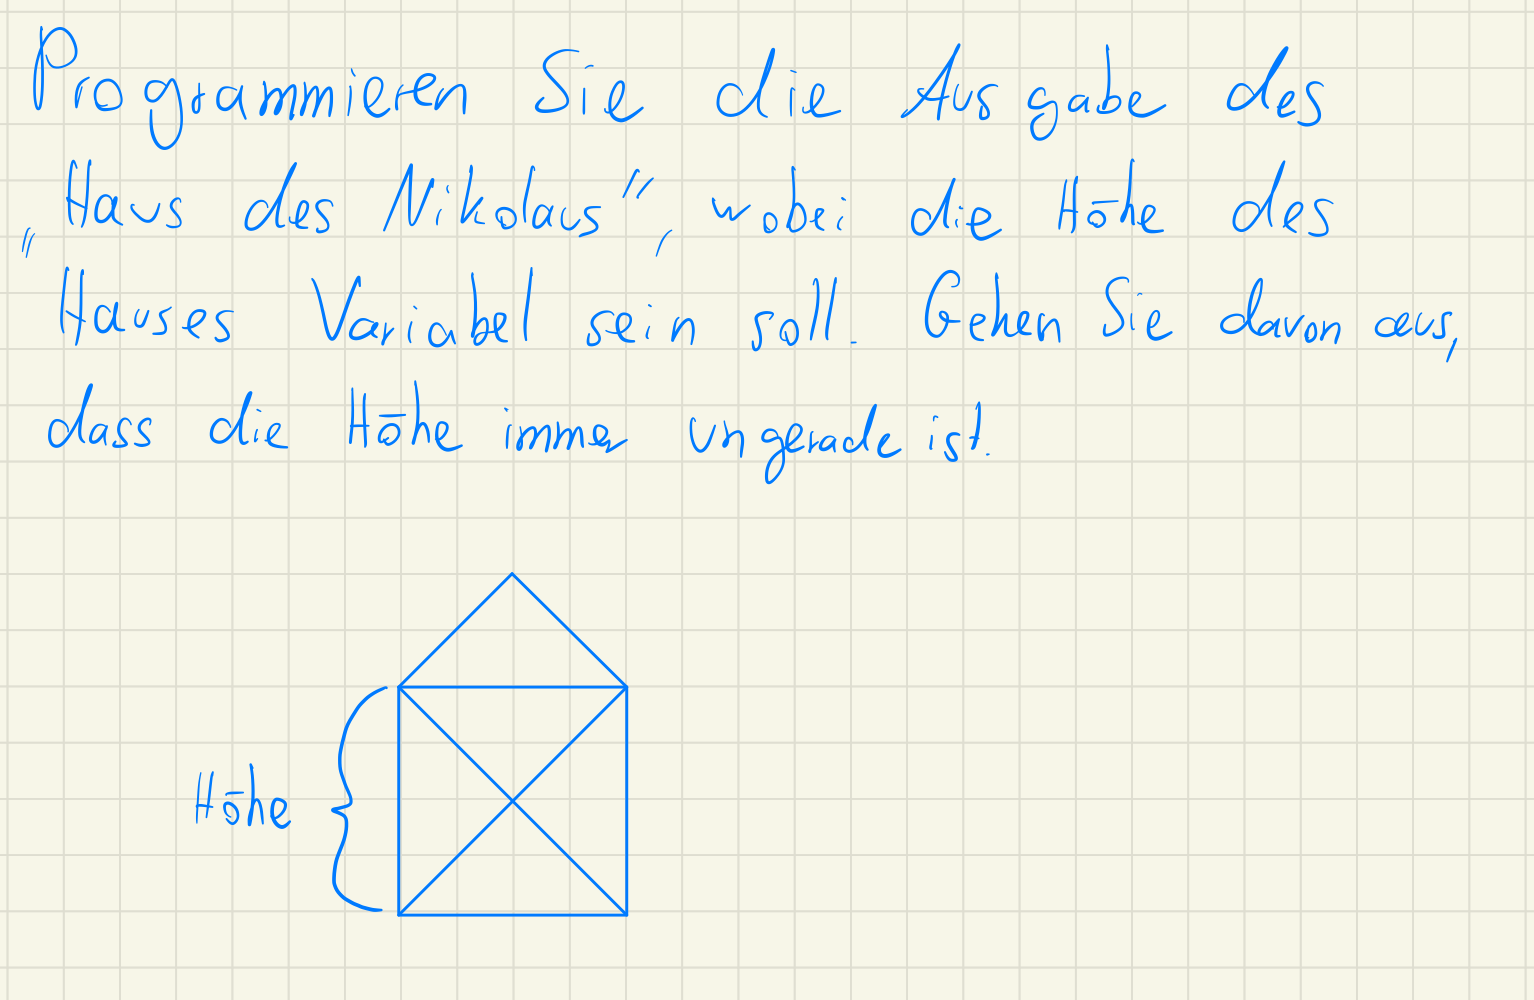 Programmieren Sie die Ausgabe des
„Haus des Nikolaus“, wobei die Höhe des
Hauses Variabel sein soll. Gehen Sie davon aus,
dass die Höhe immer ungerade ist.
Höhe